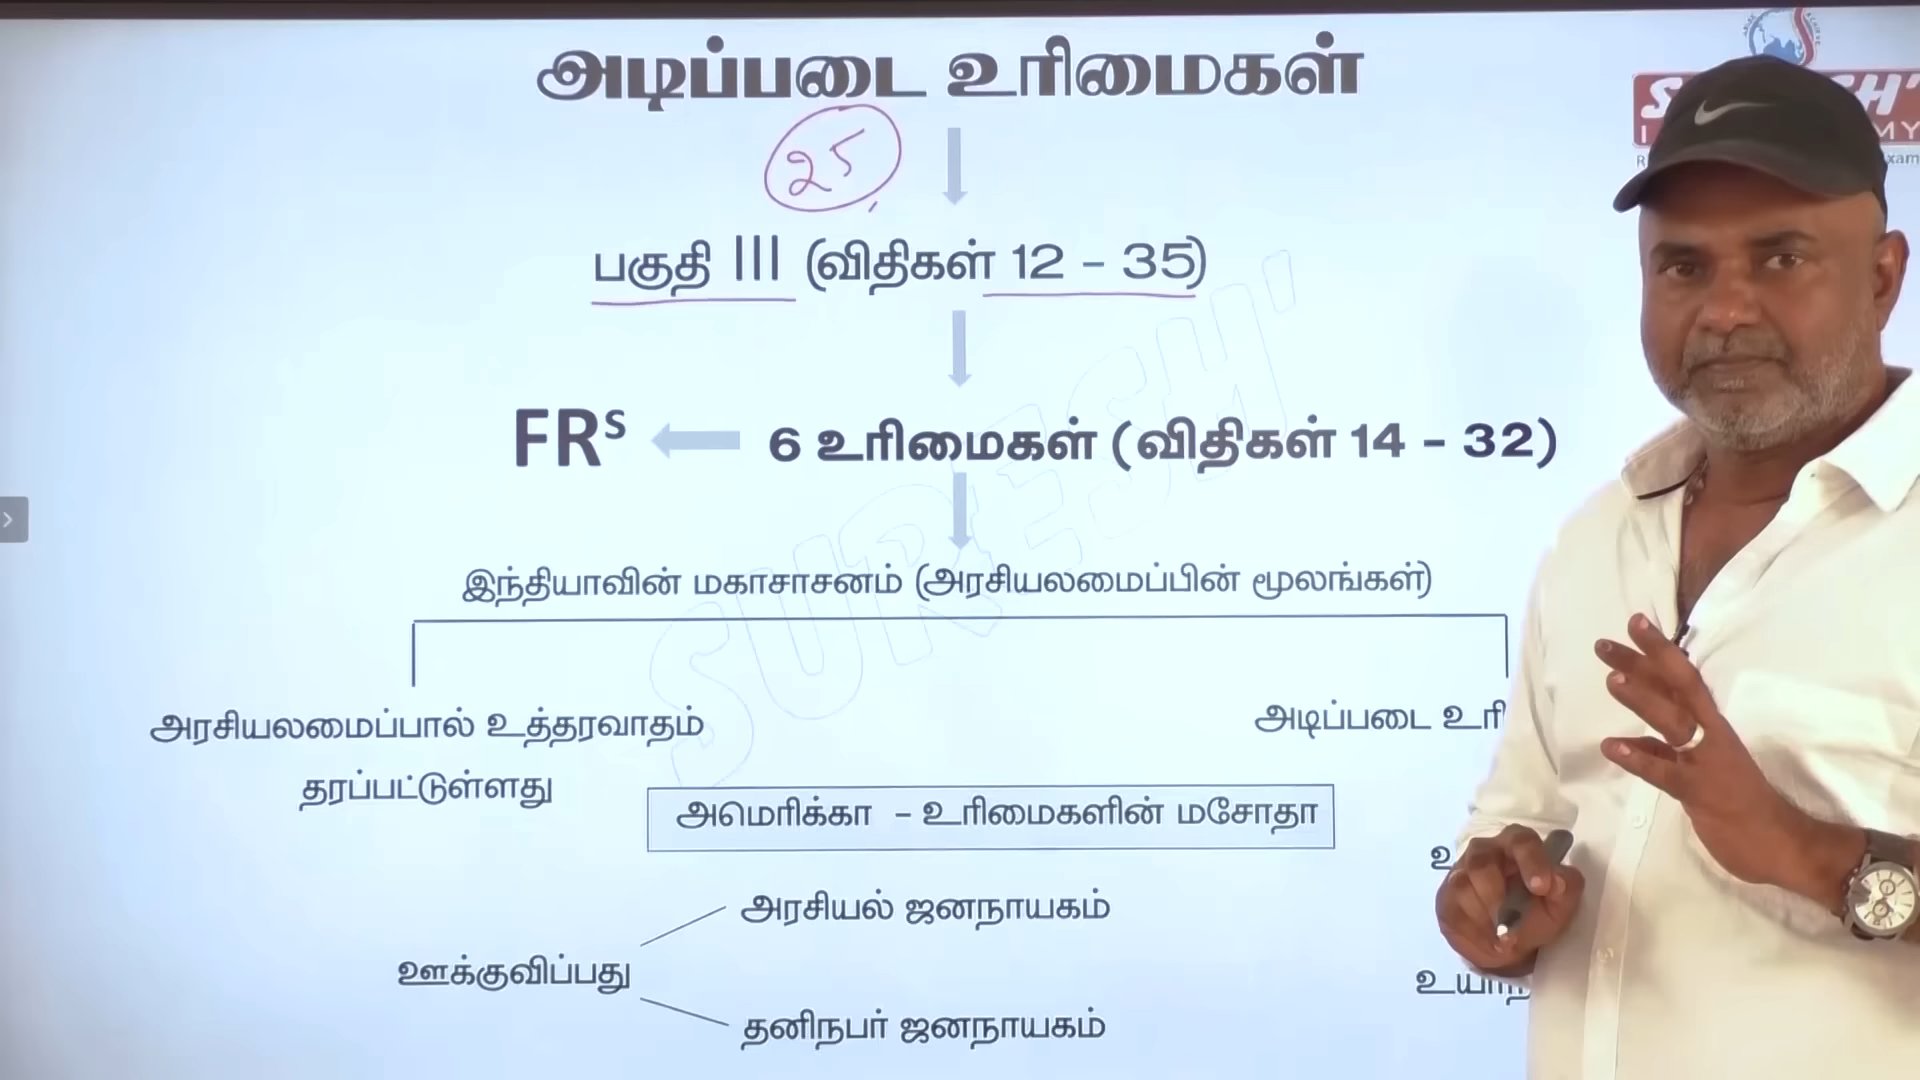 அடிப்படை உரிமைகள்
25
பகுதி III (விதிகள் 12 – 35)
FRs ← 6 உரிமைகள் (விதிகள் 14 – 32)
இந்தியாவின் மகாசாசனம் (அரசியலமைப்பின் மூலங்கள்)
அரசியலமைப்பால் உத்தரவாதம்
தரப்பட்டுள்ளது
அடிப்படை
அமெரிக்கா – உரிமைகளின் மசோதா
அரசியல் ஜனநாயகம்
ஊக்குவிப்பது
தனிநபர் ஜனநாயகம்
SURESH'